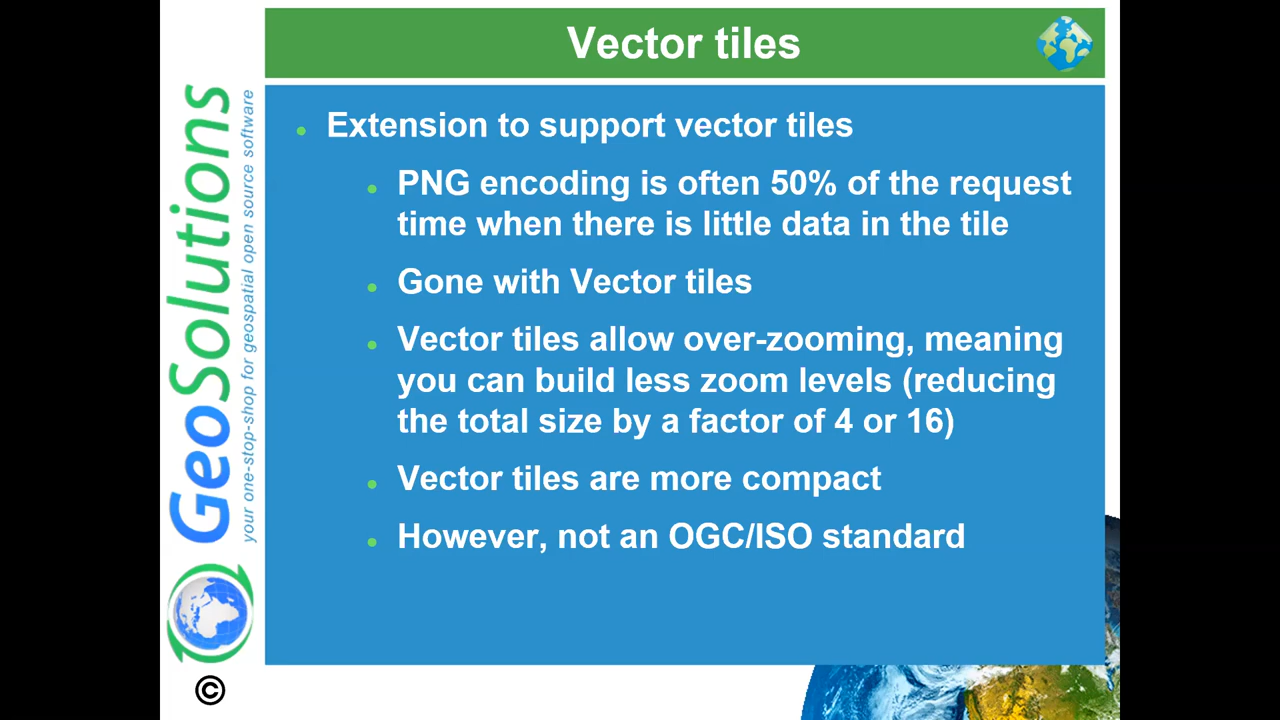 Vector tiles
GeoSolutions
your one-stop-shop for geospatial open source software
©
Extension to support vector tiles
PNG encoding is often 50% of the request
time when there is little data in the tile
Gone with Vector tiles
Vector tiles allow over-zooming, meaning
you can build less zoom levels (reducing
the total size by a factor of 4 or 16)
Vector tiles are more compact
However, not an OGC/ISO standard